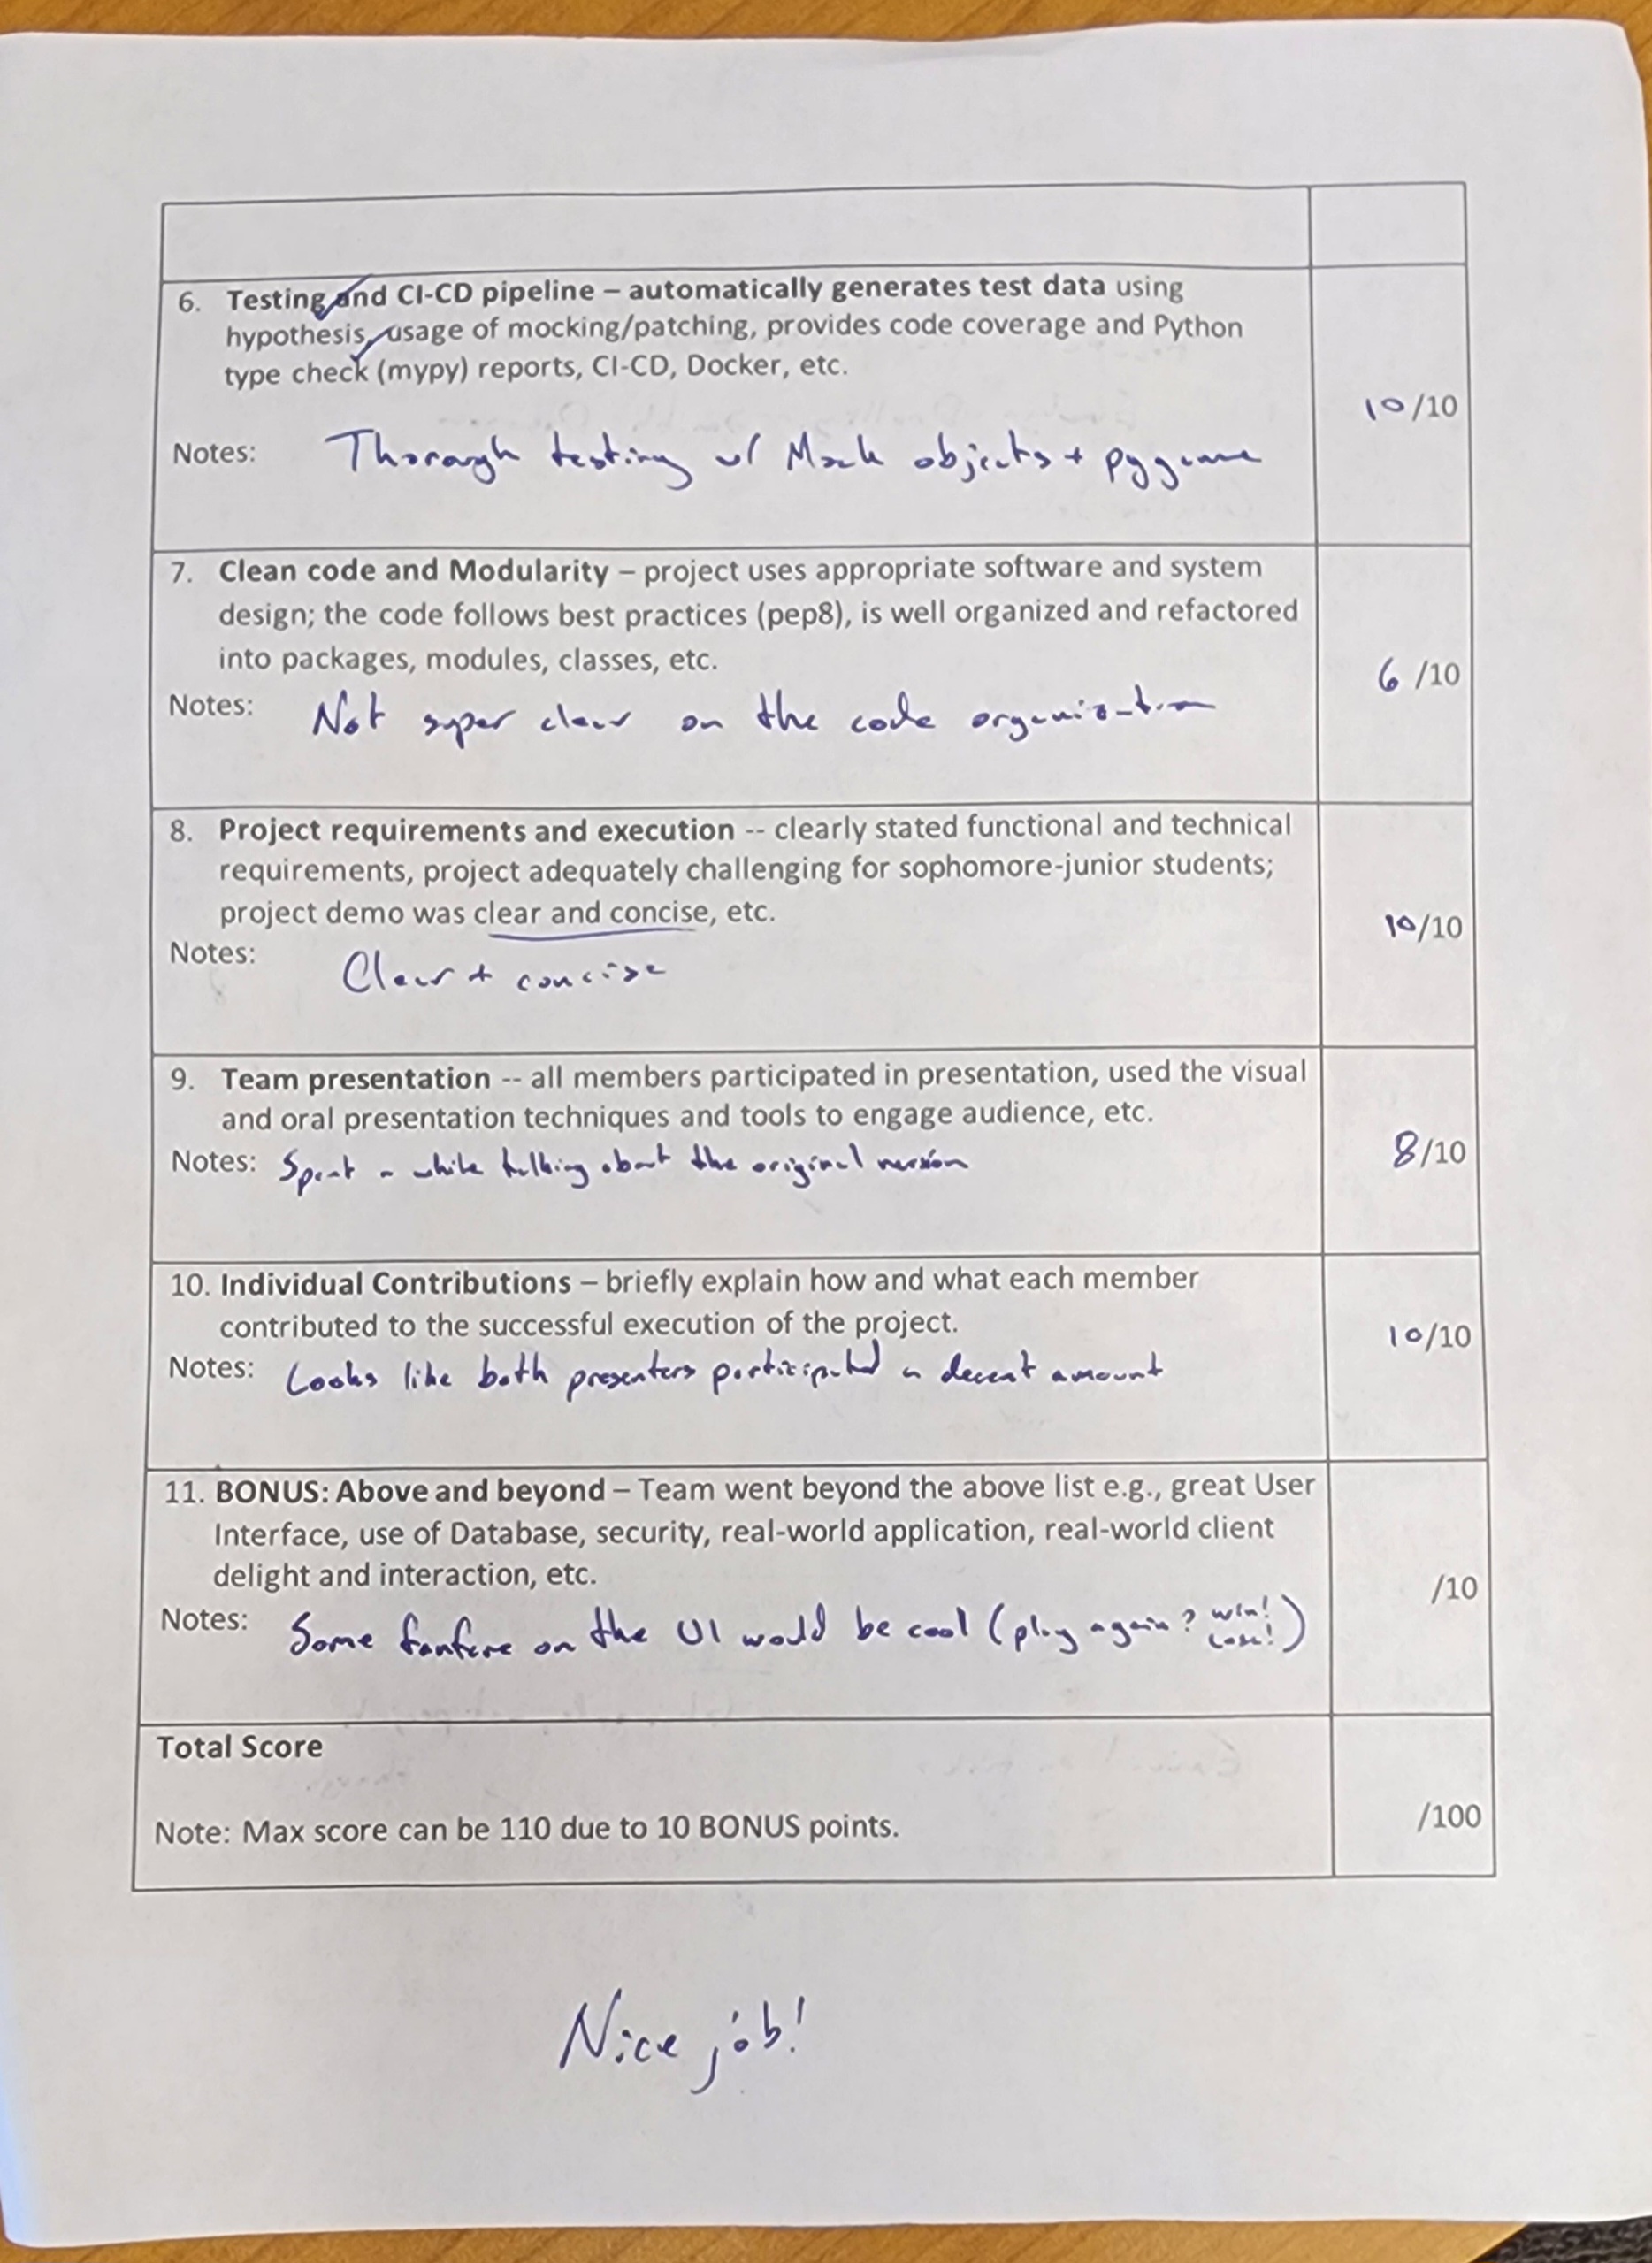 6. Testing and CI-CD pipeline – automatically generates test data using
hypothesis, usage of mocking/patching, provides code coverage and Python
type check (mypy) reports, CI-CD, Docker, etc.
10/10
Notes: Thorough testing w/ Mock objects + pygame
7. Clean code and Modularity – project uses appropriate software and system
design; the code follows best practices (pep8), is well organized and refactored
into packages, modules, classes, etc.
6/10
Notes: Not super clear on the code organization
8. Project requirements and execution -- clearly stated functional and technical
requirements, project adequately challenging for sophomore-junior students;
project demo was clear and concise, etc.
10/10
Notes: Clear + concise
9. Team presentation -- all members participated in presentation, used the visual
and oral presentation techniques and tools to engage audience, etc.
8/10
Notes: Spent a while talking about the original version
10. Individual Contributions – briefly explain how and what each member
contributed to the successful execution of the project.
10/10
Notes: Looks like both presenters participated a decent amount
11. BONUS: Above and beyond – Team went beyond the above list e.g., great User
Interface, use of Database, security, real-world application, real-world client
delight and interaction, etc.
/10
Notes: Some fanfare on the UI would be cool (play again? win! lose!)
Total Score
/100
Note: Max score can be 110 due to 10 BONUS points.
Nice job!